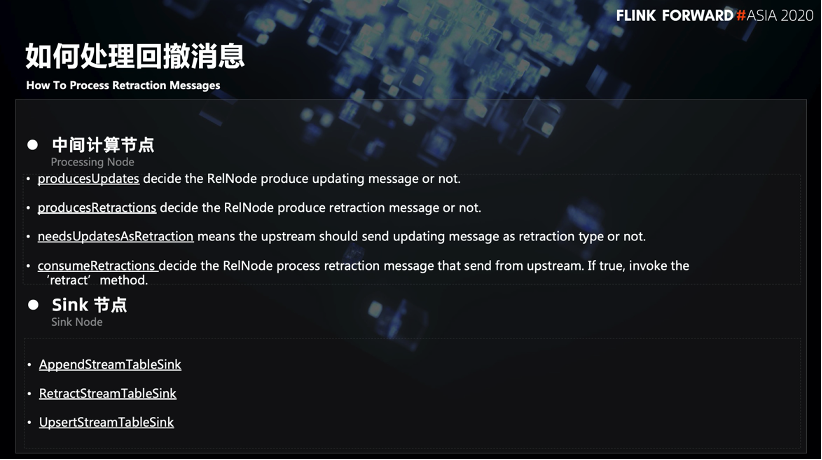 FLINK FORWARD #ASIA 2020
如何处理回撤消息
How To Process Retraction Messages
● 中间计算节点
Processing Node
• producesUpdates decide the RelNode produce updating message or not.
• producesRetractions decide the RelNode produce retraction message or not.
• needsUpdatesAsRetraction means the upstream should send updating message as retraction type or not.
• consumeRetractions decide the RelNode process retraction message that send from upstream. If true, invoke the
‘retract’ method.
● Sink 节点
Sink Node
• AppendStreamTableSink
• RetractStreamTableSink
• UpsertStreamTableSink